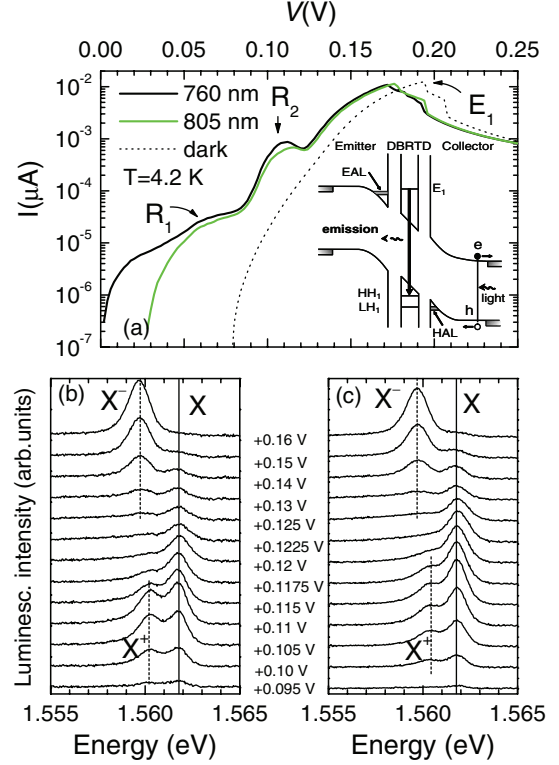 V(V)
0.00 0.05 0.10 0.15 0.20 0.25
10⁻²
10⁻³
10⁻⁴
10⁻⁵
10⁻⁶
10⁻⁷
I(μA)
760 nm
805 nm
dark
T=4.2 K
R₁
R₂
E₁
(a)
Emitter DBRTD Collector
EAL
E₁
emission
e
light
h
HH₁
LH₁
HAL
(b)
X⁻
X
X⁺
(c)
X⁻
X
X⁺
+0.16 V
+0.15 V
+0.14 V
+0.13 V
+0.125 V
+0.1225 V
+0.12 V
+0.1175 V
+0.115 V
+0.11 V
+0.105 V
+0.10 V
+0.095 V
Luminesc. intensity (arb.units)
1.555 1.560 1.565
1.555 1.560 1.565
Energy (eV)
Energy (eV)